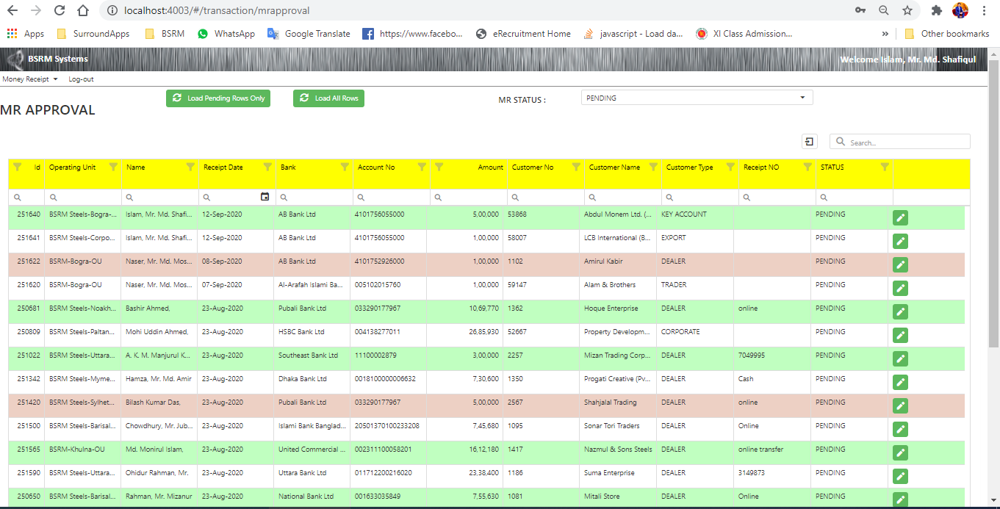 localhost:4003/#/transaction/mrapproval
Apps SurroundApps BSRM WhatsApp Google Translate https://www.facebo... eRecruitment Home javascript - Load da... XI Class Admission... » Other bookmarks
BSRM Systems Welcome Islam, Mr. Md. Shafiqul
Money Receipt Log-out
Load Pending Rows Only Load All Rows MR STATUS : PENDING
MR APPROVAL
Search...
Id Operating Unit Name Receipt Date Bank Account No Amount Customer No Customer Name Customer Type Receipt NO STATUS
251640 BSRM Steels-Bogra-... Islam, Mr. Md. Shafi... 12-Sep-2020 AB Bank Ltd 4101756055000 5,00,000 53868 Abdul Monem Ltd. (... KEY ACCOUNT PENDING
251641 BSRM Steels-Corpo... Islam, Mr. Md. Shafi... 12-Sep-2020 AB Bank Ltd 4101756055000 1,00,000 58007 LCB International (B... EXPORT PENDING
251622 BSRM-Bogra-OU Naser, Mr. Md. Mos... 08-Sep-2020 AB Bank Ltd 4101752926000 1,00,000 1102 Amirul Kabir DEALER PENDING
251620 BSRM-Bogra-OU Naser, Mr. Md. Mos... 07-Sep-2020 Al-Arafah Islami Ba... 005102015760 1,00,000 59147 Alam & Brothers TRADER PENDING
250681 BSRM Steels-Noakh... Bashir Ahmed, 23-Aug-2020 Pubali Bank Ltd 033290177967 10,69,770 1362 Hoque Enterprise DEALER online PENDING
250809 BSRM Steels-Paltan... Mohi Uddin Ahmed, 23-Aug-2020 HSBC Bank Ltd 004138277011 26,85,930 52667 Property Developm... CORPORATE PENDING
251022 BSRM Steels-Uttara... A. K. M. Manjurul K... 23-Aug-2020 Southeast Bank Ltd 11100002879 3,00,000 2257 Mizan Trading Corp... DEALER 7049995 PENDING
251342 BSRM Steels-Myme... Hamza, Mr. Md. Amir 23-Aug-2020 Dhaka Bank Ltd 0018100000006632 7,30,600 1350 Progati Creative (Pv... DEALER Cash PENDING
251420 BSRM Steels-Sylhet... Bilash Kumar Das, 23-Aug-2020 Pubali Bank Ltd 033290177967 5,00,000 2567 Shahjalal Trading DEALER online PENDING
251500 BSRM Steels-Barisal... Chowdhury, Mr. Jub... 23-Aug-2020 Islami Bank Banglad... 20501370100233208 7,45,680 1095 Sonar Tori Traders DEALER Online PENDING
251565 BSRM-Khulna-OU Md. Monirul Islam, 23-Aug-2020 United Commercial ... 002311100058201 16,12,180 1417 Nazmul & Sons Steels DEALER online transfer PENDING
251590 BSRM Steels-Uttara... Ohidur Rahman, Mr. 23-Aug-2020 Uttara Bank Ltd 011712200216020 23,38,400 1186 Suma Enterprise DEALER 3149873 PENDING
250650 BSRM Steels-Barisal... Rahman, Mr. Mizanur 23-Aug-2020 National Bank Ltd 001633035849 7,55,630 1081 Mitali Store DEALER Online PENDING